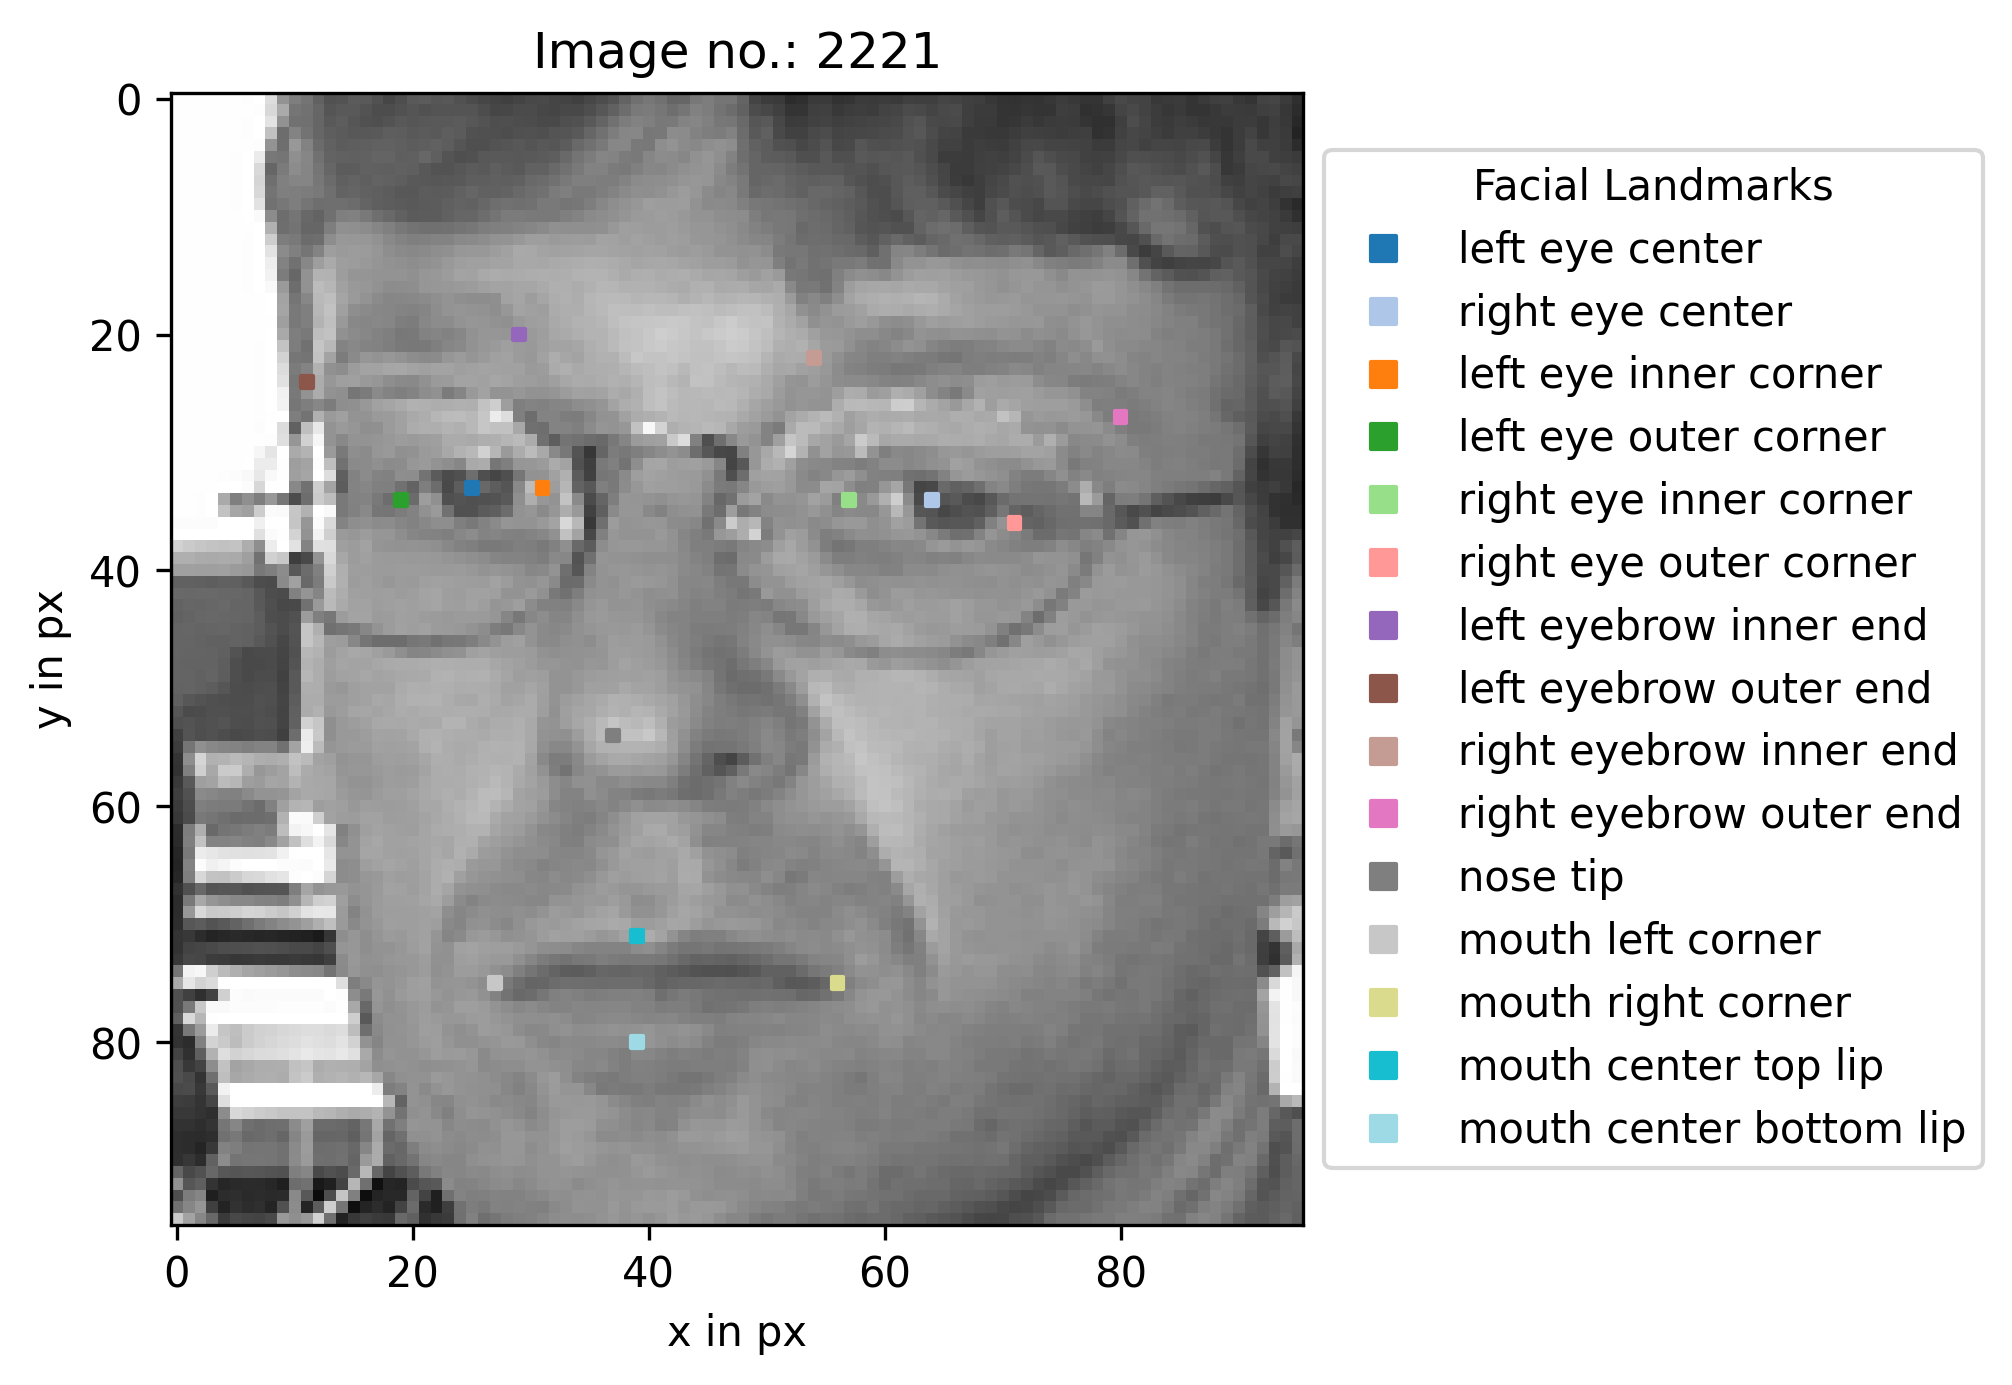 Image no.: 2221
0
20
40
60
80
y in px
0 20 40 60 80
x in px
Facial Landmarks
left eye center
right eye center
left eye inner corner
left eye outer corner
right eye inner corner
right eye outer corner
left eyebrow inner end
left eyebrow outer end
right eyebrow inner end
right eyebrow outer end
nose tip
mouth left corner
mouth right corner
mouth center top lip
mouth center bottom lip